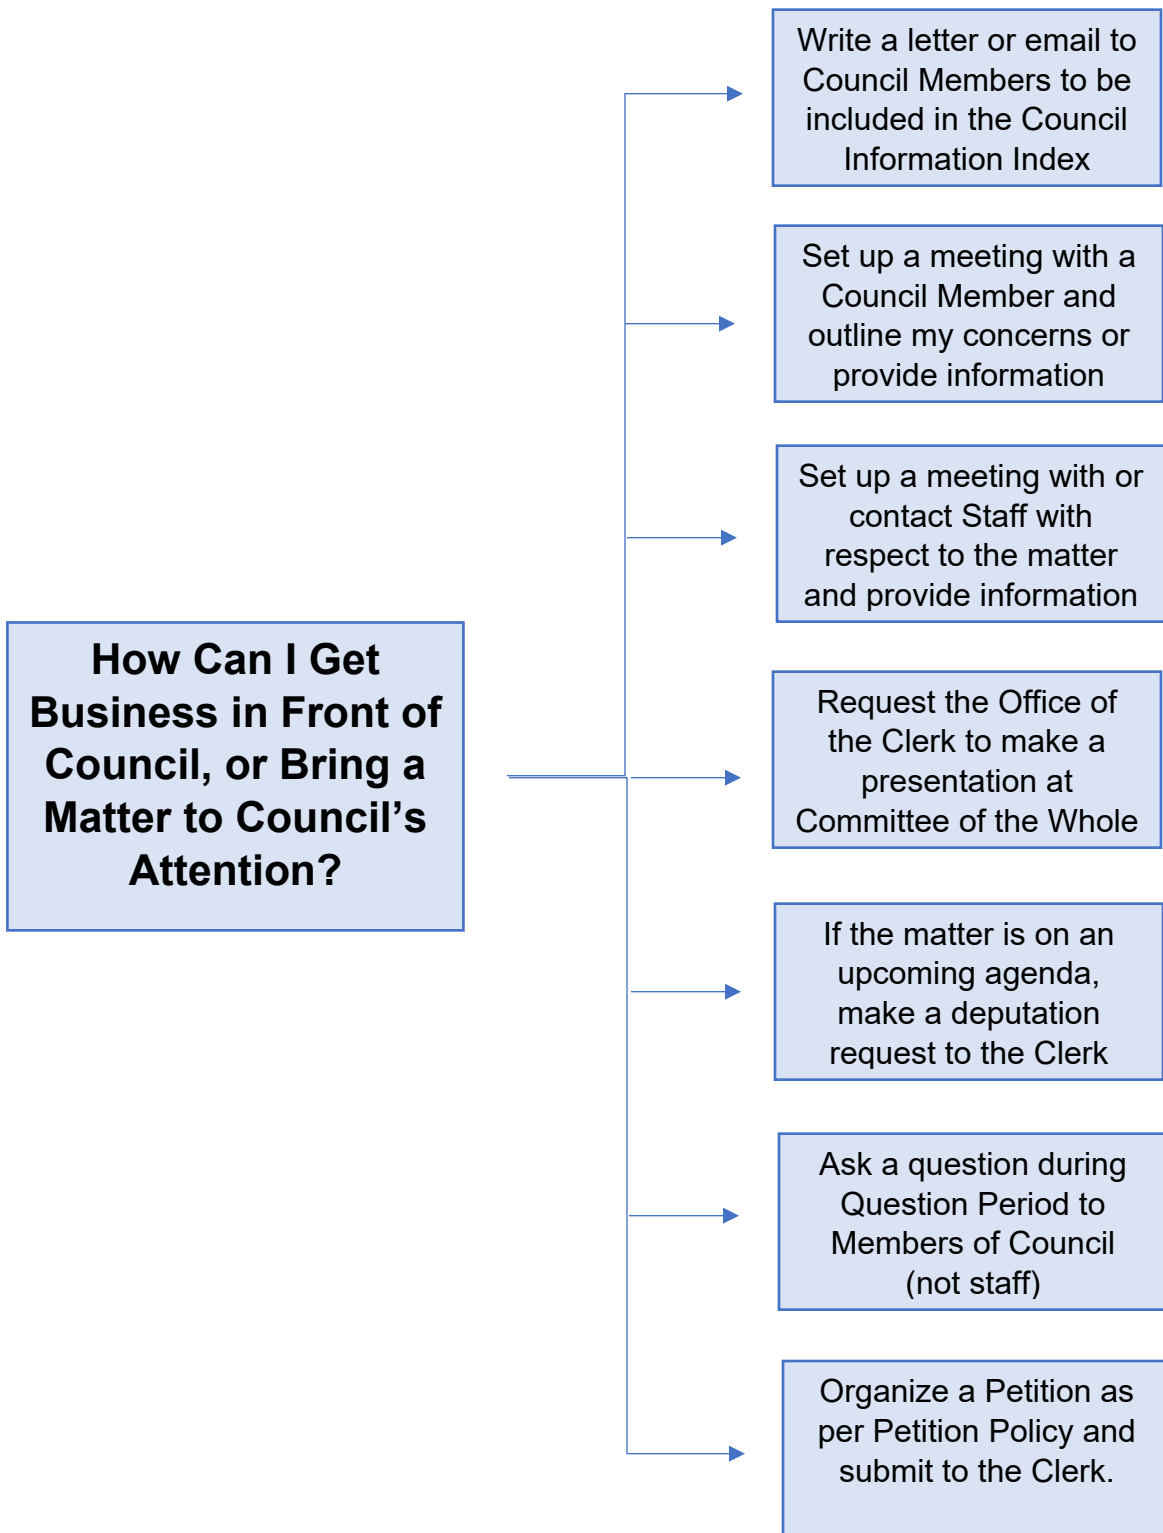 How Can I Get
Business in Front of
Council, or Bring a
Matter to Council’s
Attention?
Write a letter or email to
Council Members to be
included in the Council
Information Index
Set up a meeting with a
Council Member and
outline my concerns or
provide information
Set up a meeting with or
contact Staff with
respect to the matter
and provide information
Request the Office of
the Clerk to make a
presentation at
Committee of the Whole
If the matter is on an
upcoming agenda,
make a deputation
request to the Clerk
Ask a question during
Question Period to
Members of Council
(not staff)
Organize a Petition as
per Petition Policy and
submit to the Clerk.